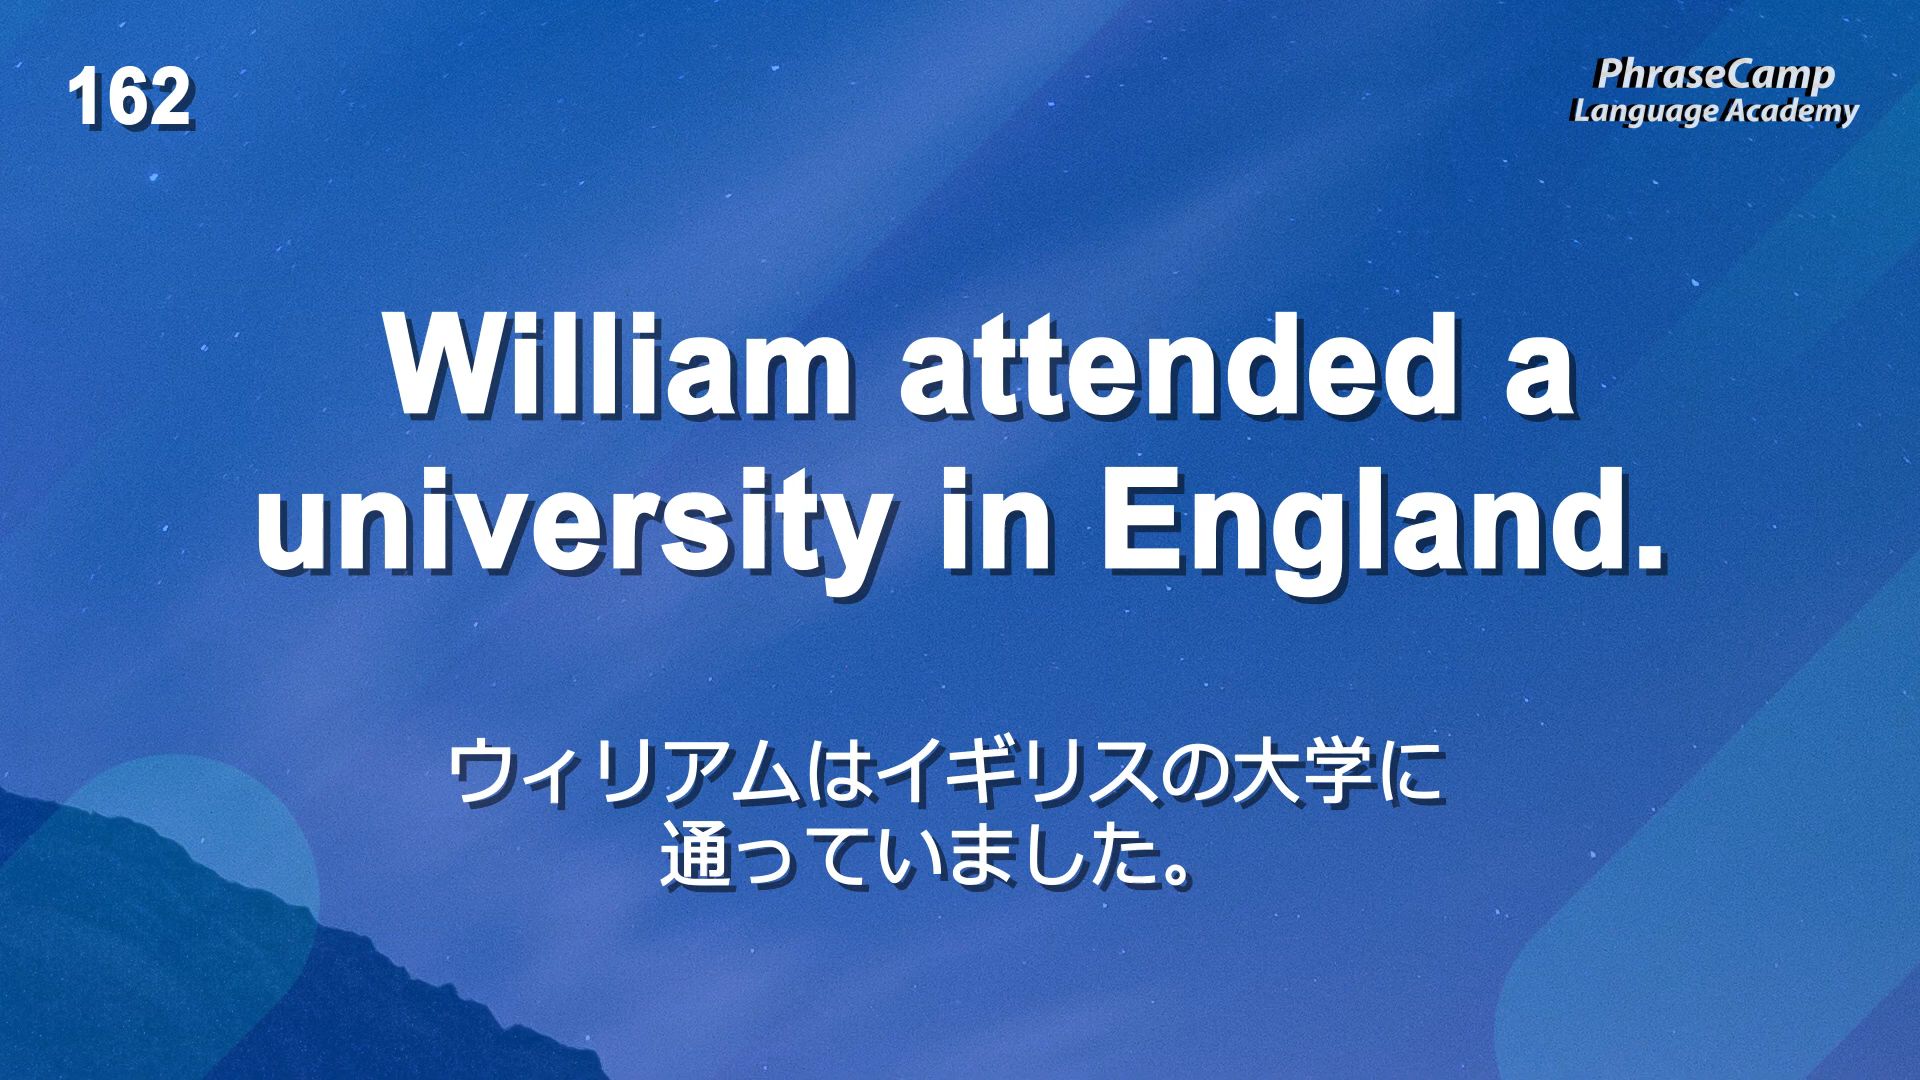 162
PhraseCamp
Language Academy
William attended a
university in England.
ウィリアムはイギリスの大学に
通っていました。